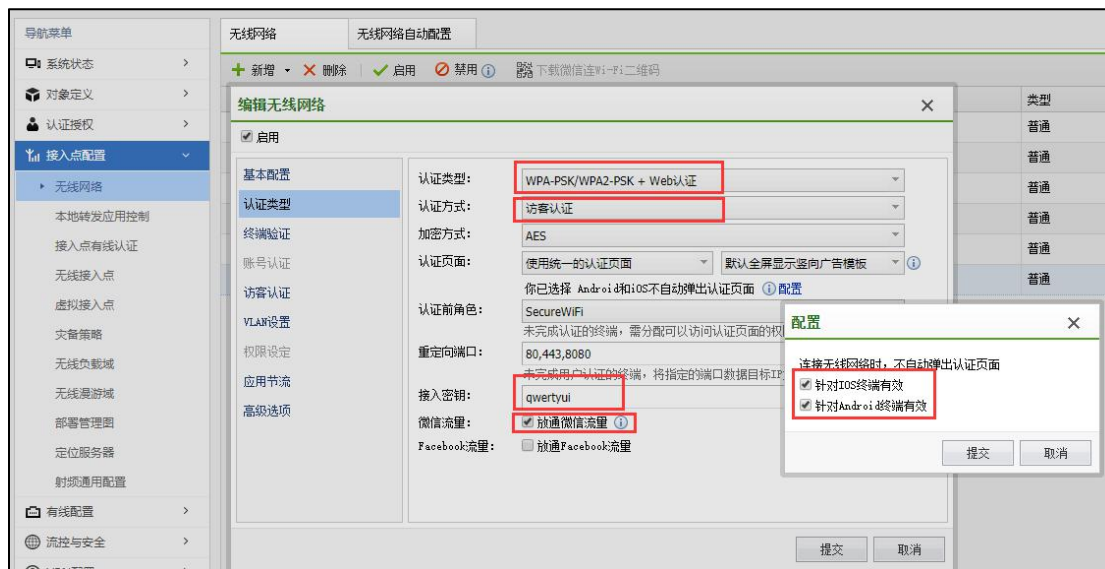 导航菜单
系统状态
对象定义
认证授权
接入点配置
无线网络
本地转发应用控制
接入点有线认证
无线接入点
虚拟接入点
灾备策略
无线负载域
无线漫游域
部署管理图
定位服务器
射频通用配置
有线配置
流控与安全
无线网络 无线网络自动配置
新增 删除 启用 禁用 下载微信连Wi-Fi二维码
类型
普通
普通
普通
普通
普通
普通
编辑无线网络
启用
基本配置
认证类型
终端验证
账号认证
访客认证
VLAN设置
权限设定
应用节流
高级选项
认证类型: WPA-PSK/WPA2-PSK + Web认证
认证方式: 访客认证
加密方式: AES
认证页面: 使用统一的认证页面 默认全屏显示竖向广告模板
你已选择 Android和iOS不自动弹出认证页面 配置
认证前角色: SecureWiFi
未完成认证的终端，需分配可以访问认证页面的权
重定向端口: 80,443,8080
未完成用户认证的终端，将指定的端口数据目标IP
接入密钥: qwertyui
微信流量: 放通微信流量
Facebook流量: 放通Facebook流量
提交 取消
配置
连接无线网络时，不自动弹出认证页面
针对IOS终端有效
针对Android终端有效
提交 取消